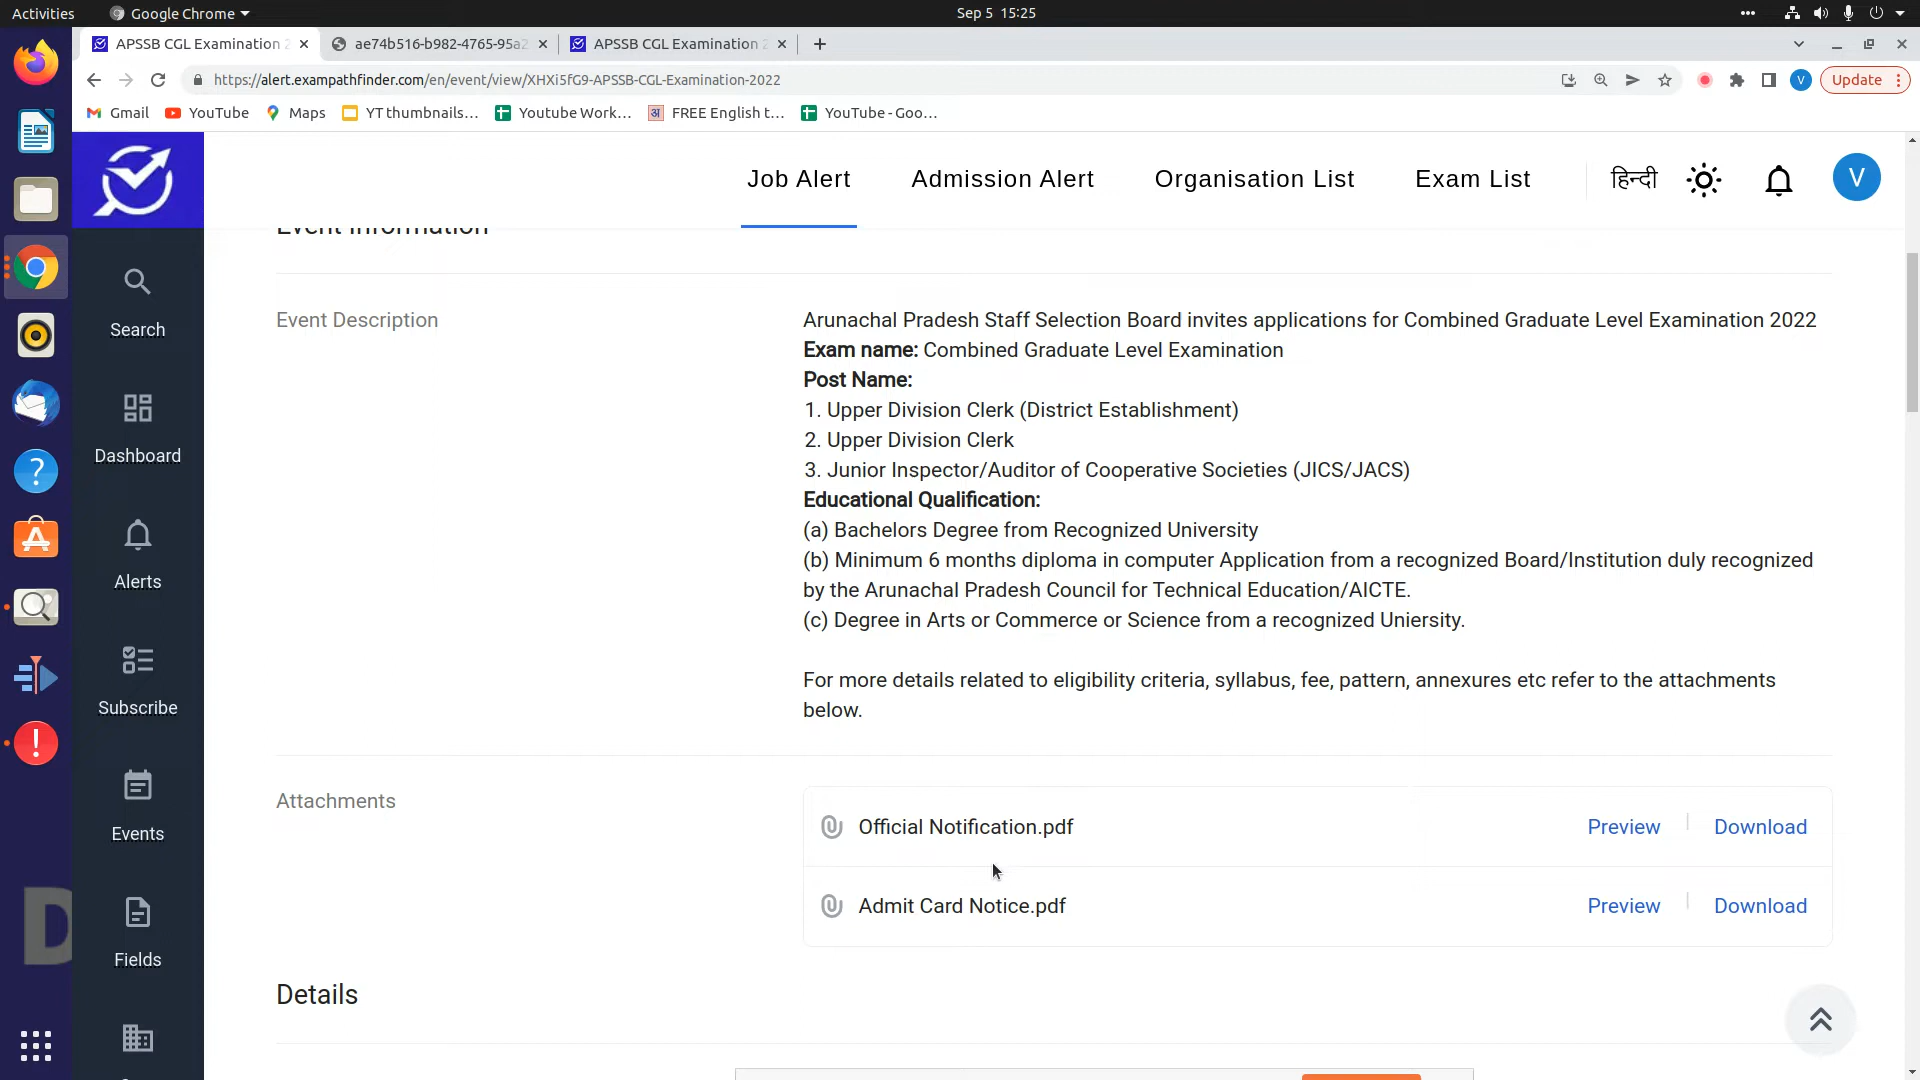 Activities
Google Chrome
Sep 5 15:25
APSSB CGL Examination 2
ae74b516-b982-4765-95a2
APSSB CGL Examination 2
https://alert.exampathfinder.com/en/event/view/XHXi5fG9-APSSB-CGL-Examination-2022
V
Update
Gmail
YouTube
Maps
YT thumbnails...
Youtube Work...
अ
FREE English t...
YouTube - Goo...
Job Alert
Admission Alert
Organisation List
Exam List
हिन्दी
V
Search
Dashboard
Alerts
Subscribe
Events
Fields
Event Information
Event Description
Arunachal Pradesh Staff Selection Board invites applications for Combined Graduate Level Examination 2022
Exam name: Combined Graduate Level Examination
Post Name:
1. Upper Division Clerk (District Establishment)
2. Upper Division Clerk
3. Junior Inspector/Auditor of Cooperative Societies (JICS/JACS)
Educational Qualification:
(a) Bachelors Degree from Recognized University
(b) Minimum 6 months diploma in computer Application from a recognized Board/Institution duly recognized
by the Arunachal Pradesh Council for Technical Education/AICTE.
(c) Degree in Arts or Commerce or Science from a recognized Uniersity.
For more details related to eligibility criteria, syllabus, fee, pattern, annexures etc refer to the attachments
below.
Attachments
Official Notification.pdf
Preview
Download
Admit Card Notice.pdf
Preview
Download
Details